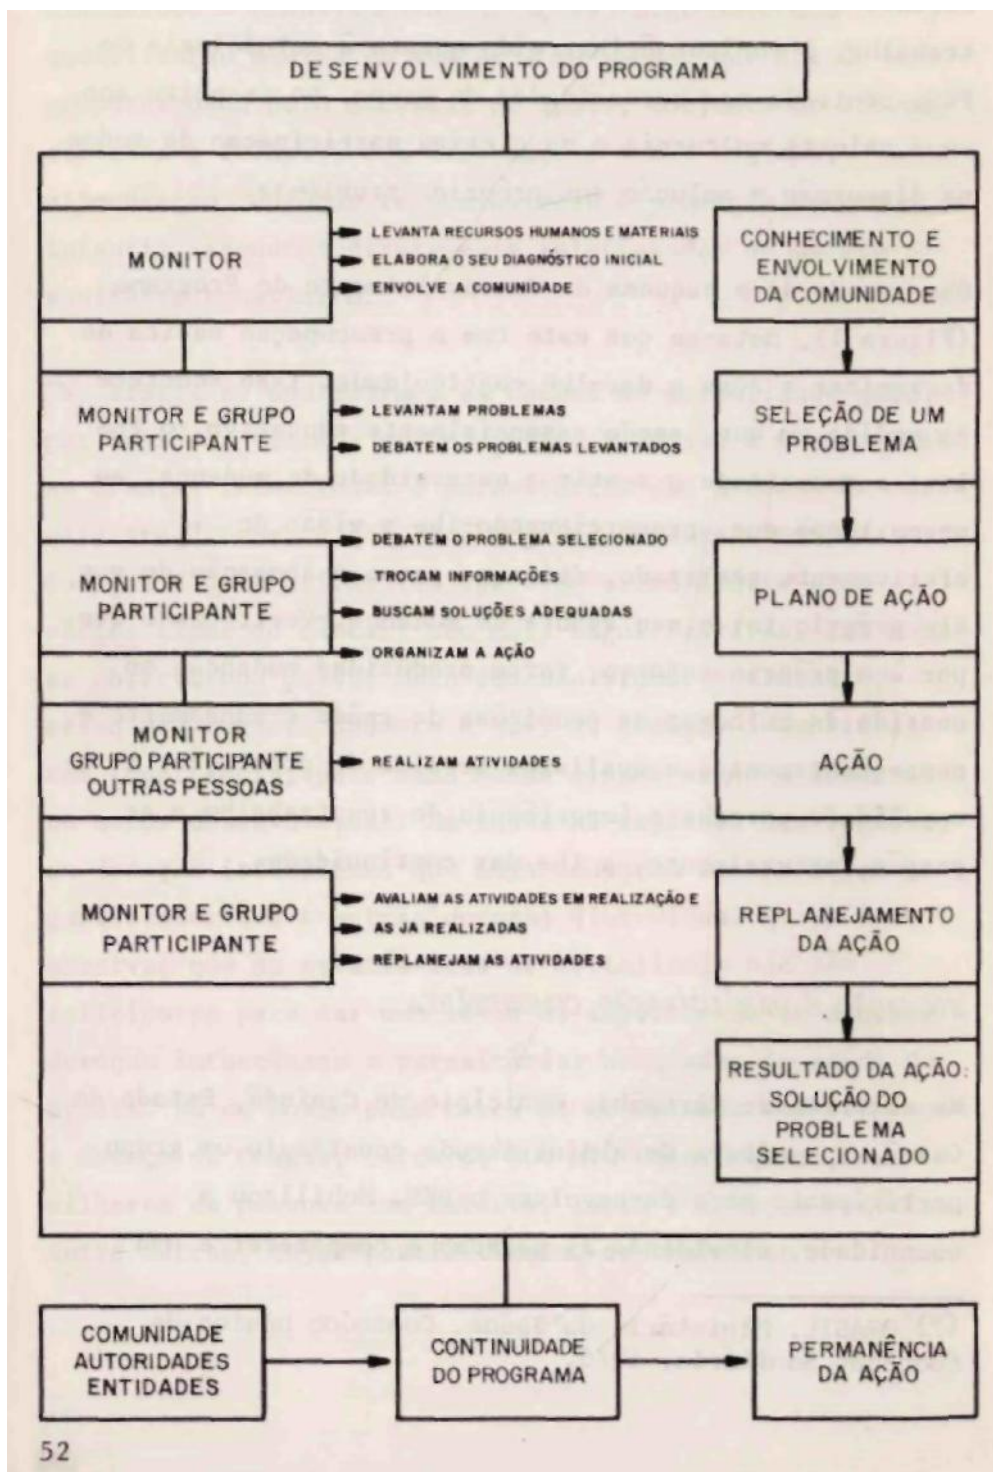 DESENVOLVIMENTO DO PROGRAMA
MONITOR
LEVANTA RECURSOS HUMANOS E MATERIAIS
ELABORA O SEU DIAGNÓSTICO INICIAL
ENVOLVE A COMUNIDADE
CONHECIMENTO E
ENVOLVIMENTO
DA COMUNIDADE
MONITOR E GRUPO
PARTICIPANTE
LEVANTAM PROBLEMAS
DEBATEM OS PROBLEMAS LEVANTADOS
SELEÇÃO DE UM
PROBLEMA
MONITOR E GRUPO
PARTICIPANTE
DEBATEM O PROBLEMA SELECIONADO
TROCAM INFORMAÇÕES
BUSCAM SOLUÇÕES ADEQUADAS
ORGANIZAM A AÇÃO
PLANO DE AÇÃO
MONITOR
GRUPO PARTICIPANTE
OUTRAS PESSOAS
REALIZAM ATIVIDADES
AÇÃO
MONITOR E GRUPO
PARTICIPANTE
AVALIAM AS ATIVIDADES EM REALIZAÇÃO E
AS JA REALIZADAS
REPLANEJAM AS ATIVIDADES
REPLANEJAMENTO
DA AÇÃO
RESULTADO DA AÇÃO:
SOLUÇÃO DO
PROBLEMA
SELECIONADO
COMUNIDADE
AUTORIDADES
ENTIDADES
CONTINUIDADE
DO PROGRAMA
PERMANÊNCIA
DA AÇÃO
52